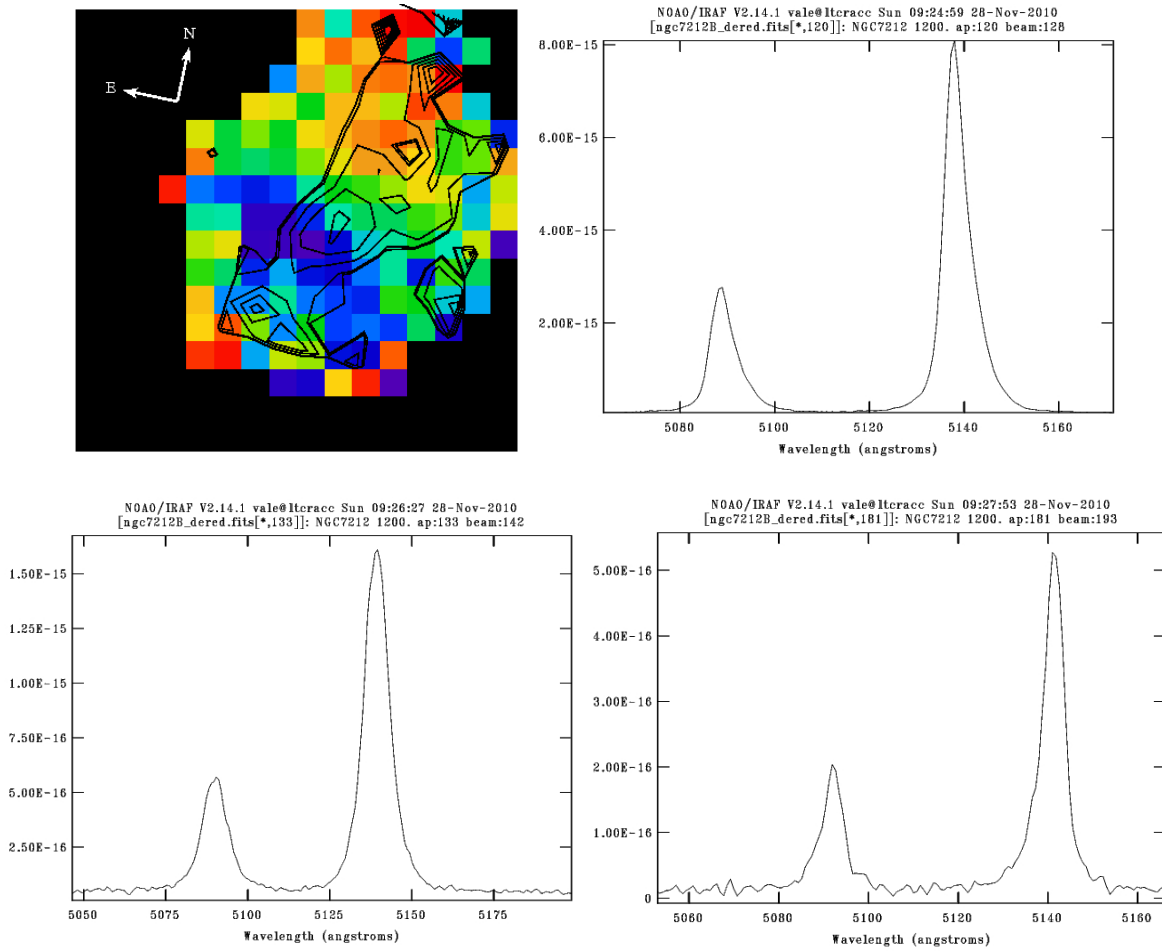 N
E
NOAO/IRAF V2.14.1 vale@ltcracc Sun 09:24:59 28-Nov-2010
[ngc7212B_dered.fits[*,120]]: NGC7212 1200. ap:120 beam:128
8.00E-15
6.00E-15
4.00E-15
2.00E-15
5080 5100 5120 5140 5160
Wavelength (angstroms)
NOAO/IRAF V2.14.1 vale@ltcracc Sun 09:26:27 28-Nov-2010
[ngc7212B_dered.fits[*,133]]: NGC7212 1200. ap:133 beam:142
1.50E-15
1.25E-15
1.00E-15
7.50E-16
5.00E-16
2.50E-16
5050 5075 5100 5125 5150 5175
Wavelength (angstroms)
NOAO/IRAF V2.14.1 vale@ltcracc Sun 09:27:53 28-Nov-2010
[ngc7212B_dered.fits[*,181]]: NGC7212 1200. ap:181 beam:193
5.00E-16
4.00E-16
3.00E-16
2.00E-16
1.00E-16
0
5060 5080 5100 5120 5140 5160
Wavelength (angstroms)